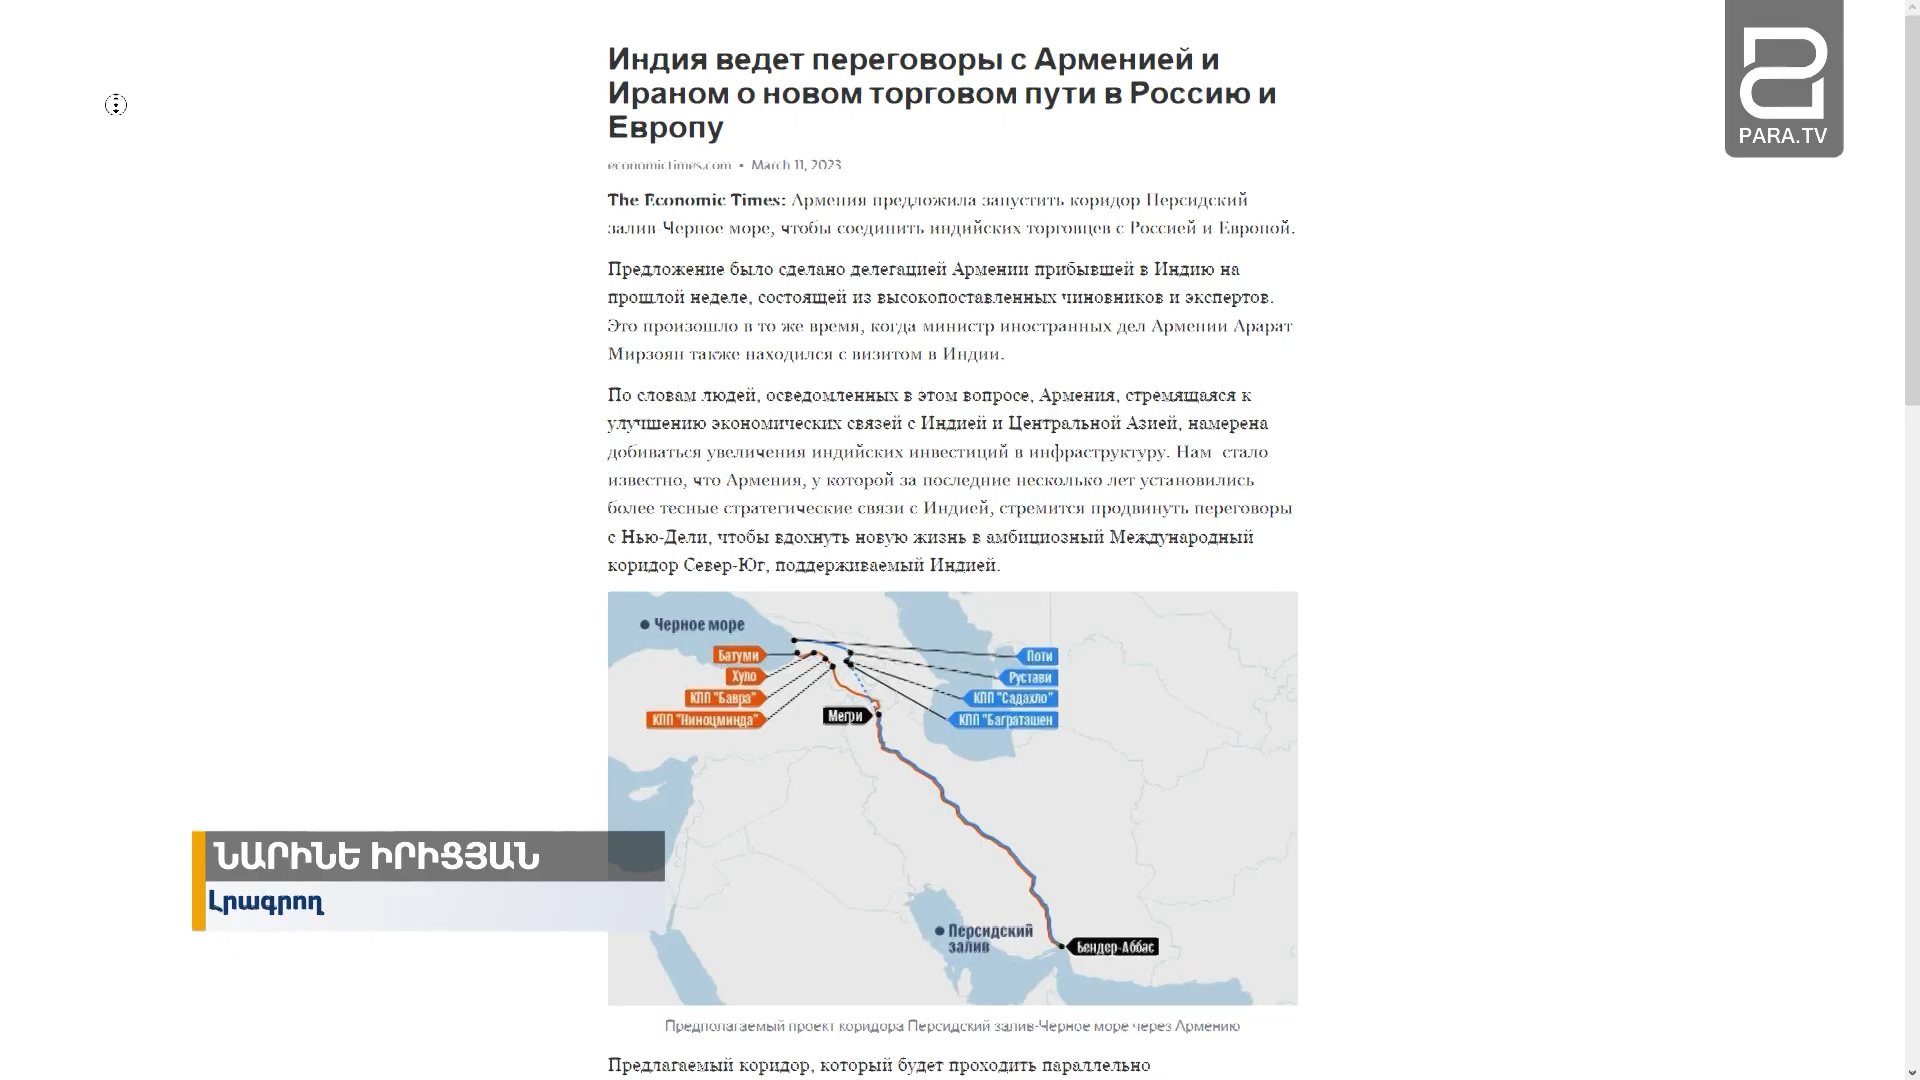 Индия ведет переговоры с Арменией и
Ираном о новом торговом пути в Россию и
Европу
economictimes.com • March 11, 2023
The Economic Times: Армения предложила запустить коридор Персидский
залив-Черное море, чтобы соединить индийских торговцев с Россией и Европой.
Предложение было сделано делегацией Армении прибывшей в Индию на
прошлой неделе, состоящей из высокопоставленных чиновников и экспертов.
Это произошло в то же время, когда министр иностранных дел Армении Арарат
Мирзоян также находился с визитом в Индии.
По словам людей, осведомленных в этом вопросе, Армения, стремящаяся к
улучшению экономических связей с Индией и Центральной Азией, намерена
добиваться увеличения индийских инвестиций в инфраструктуру. Нам стало
известно, что Армения, у которой за последние несколько лет установились
более тесные стратегические связи с Индией, стремится продвинуть переговоры
с Нью-Дели, чтобы вдохнуть новую жизнь в амбициозный Международный
коридор Север-Юг, поддерживаемый Индией.
Черное море
Батуми
Хуло
КПП "Бавра"
КПП "Ниноцминда"
Поти
Рустави
КПП "Садахло"
КПП "Баграташен
Мегри
Персидский
залив
Бендер-Аббас
Предполагаемый проект коридора Персидский залив-Черное море через Армению
Предлагаемый коридор, который будет проходить параллельно
ՆԱՐԻՆԵ ԻՐԻՑՅԱՆ
Լրագրող
PARA.TV